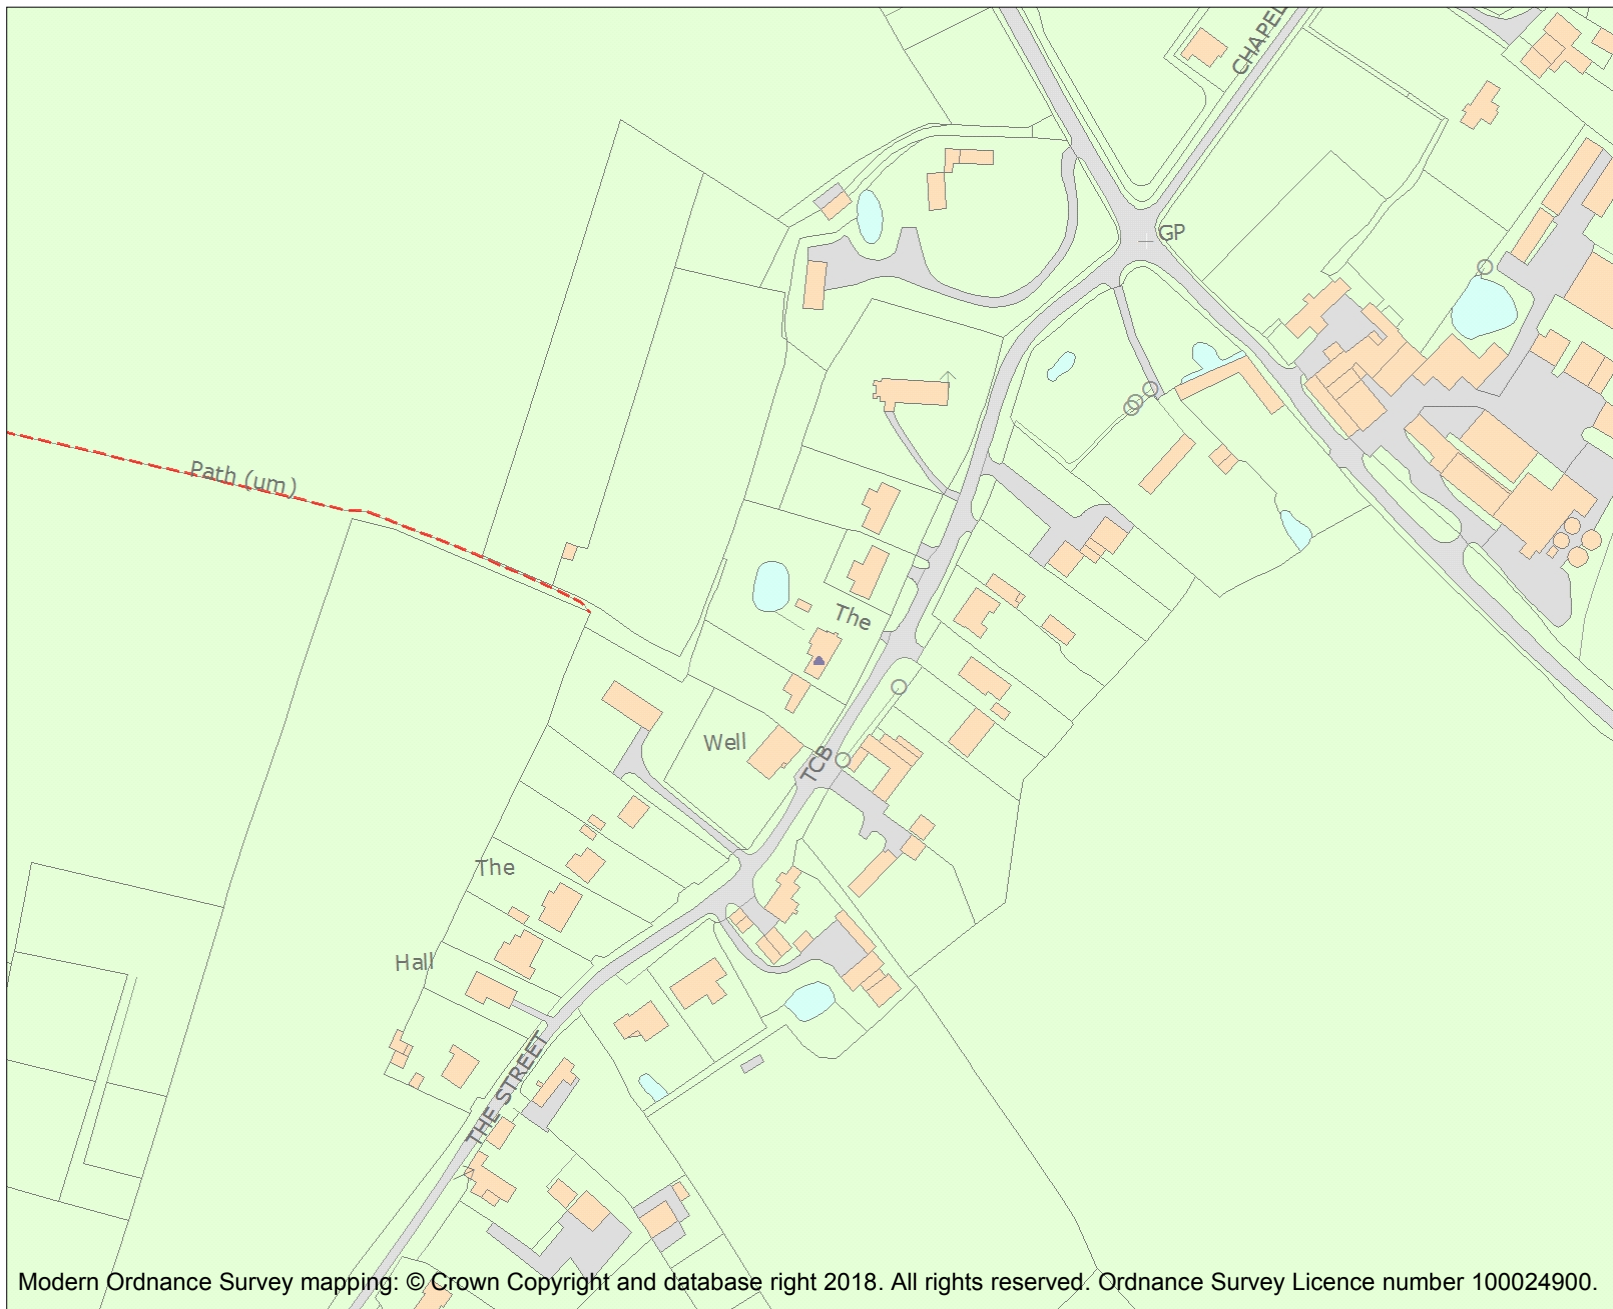 CHAPEL
GP
Path (um)
The
Well
TCB
The
Hall
THE STREET
Modern Ordnance Survey mapping: © Crown Copyright and database right 2018. All rights reserved. Ordnance Survey Licence number 100024900.